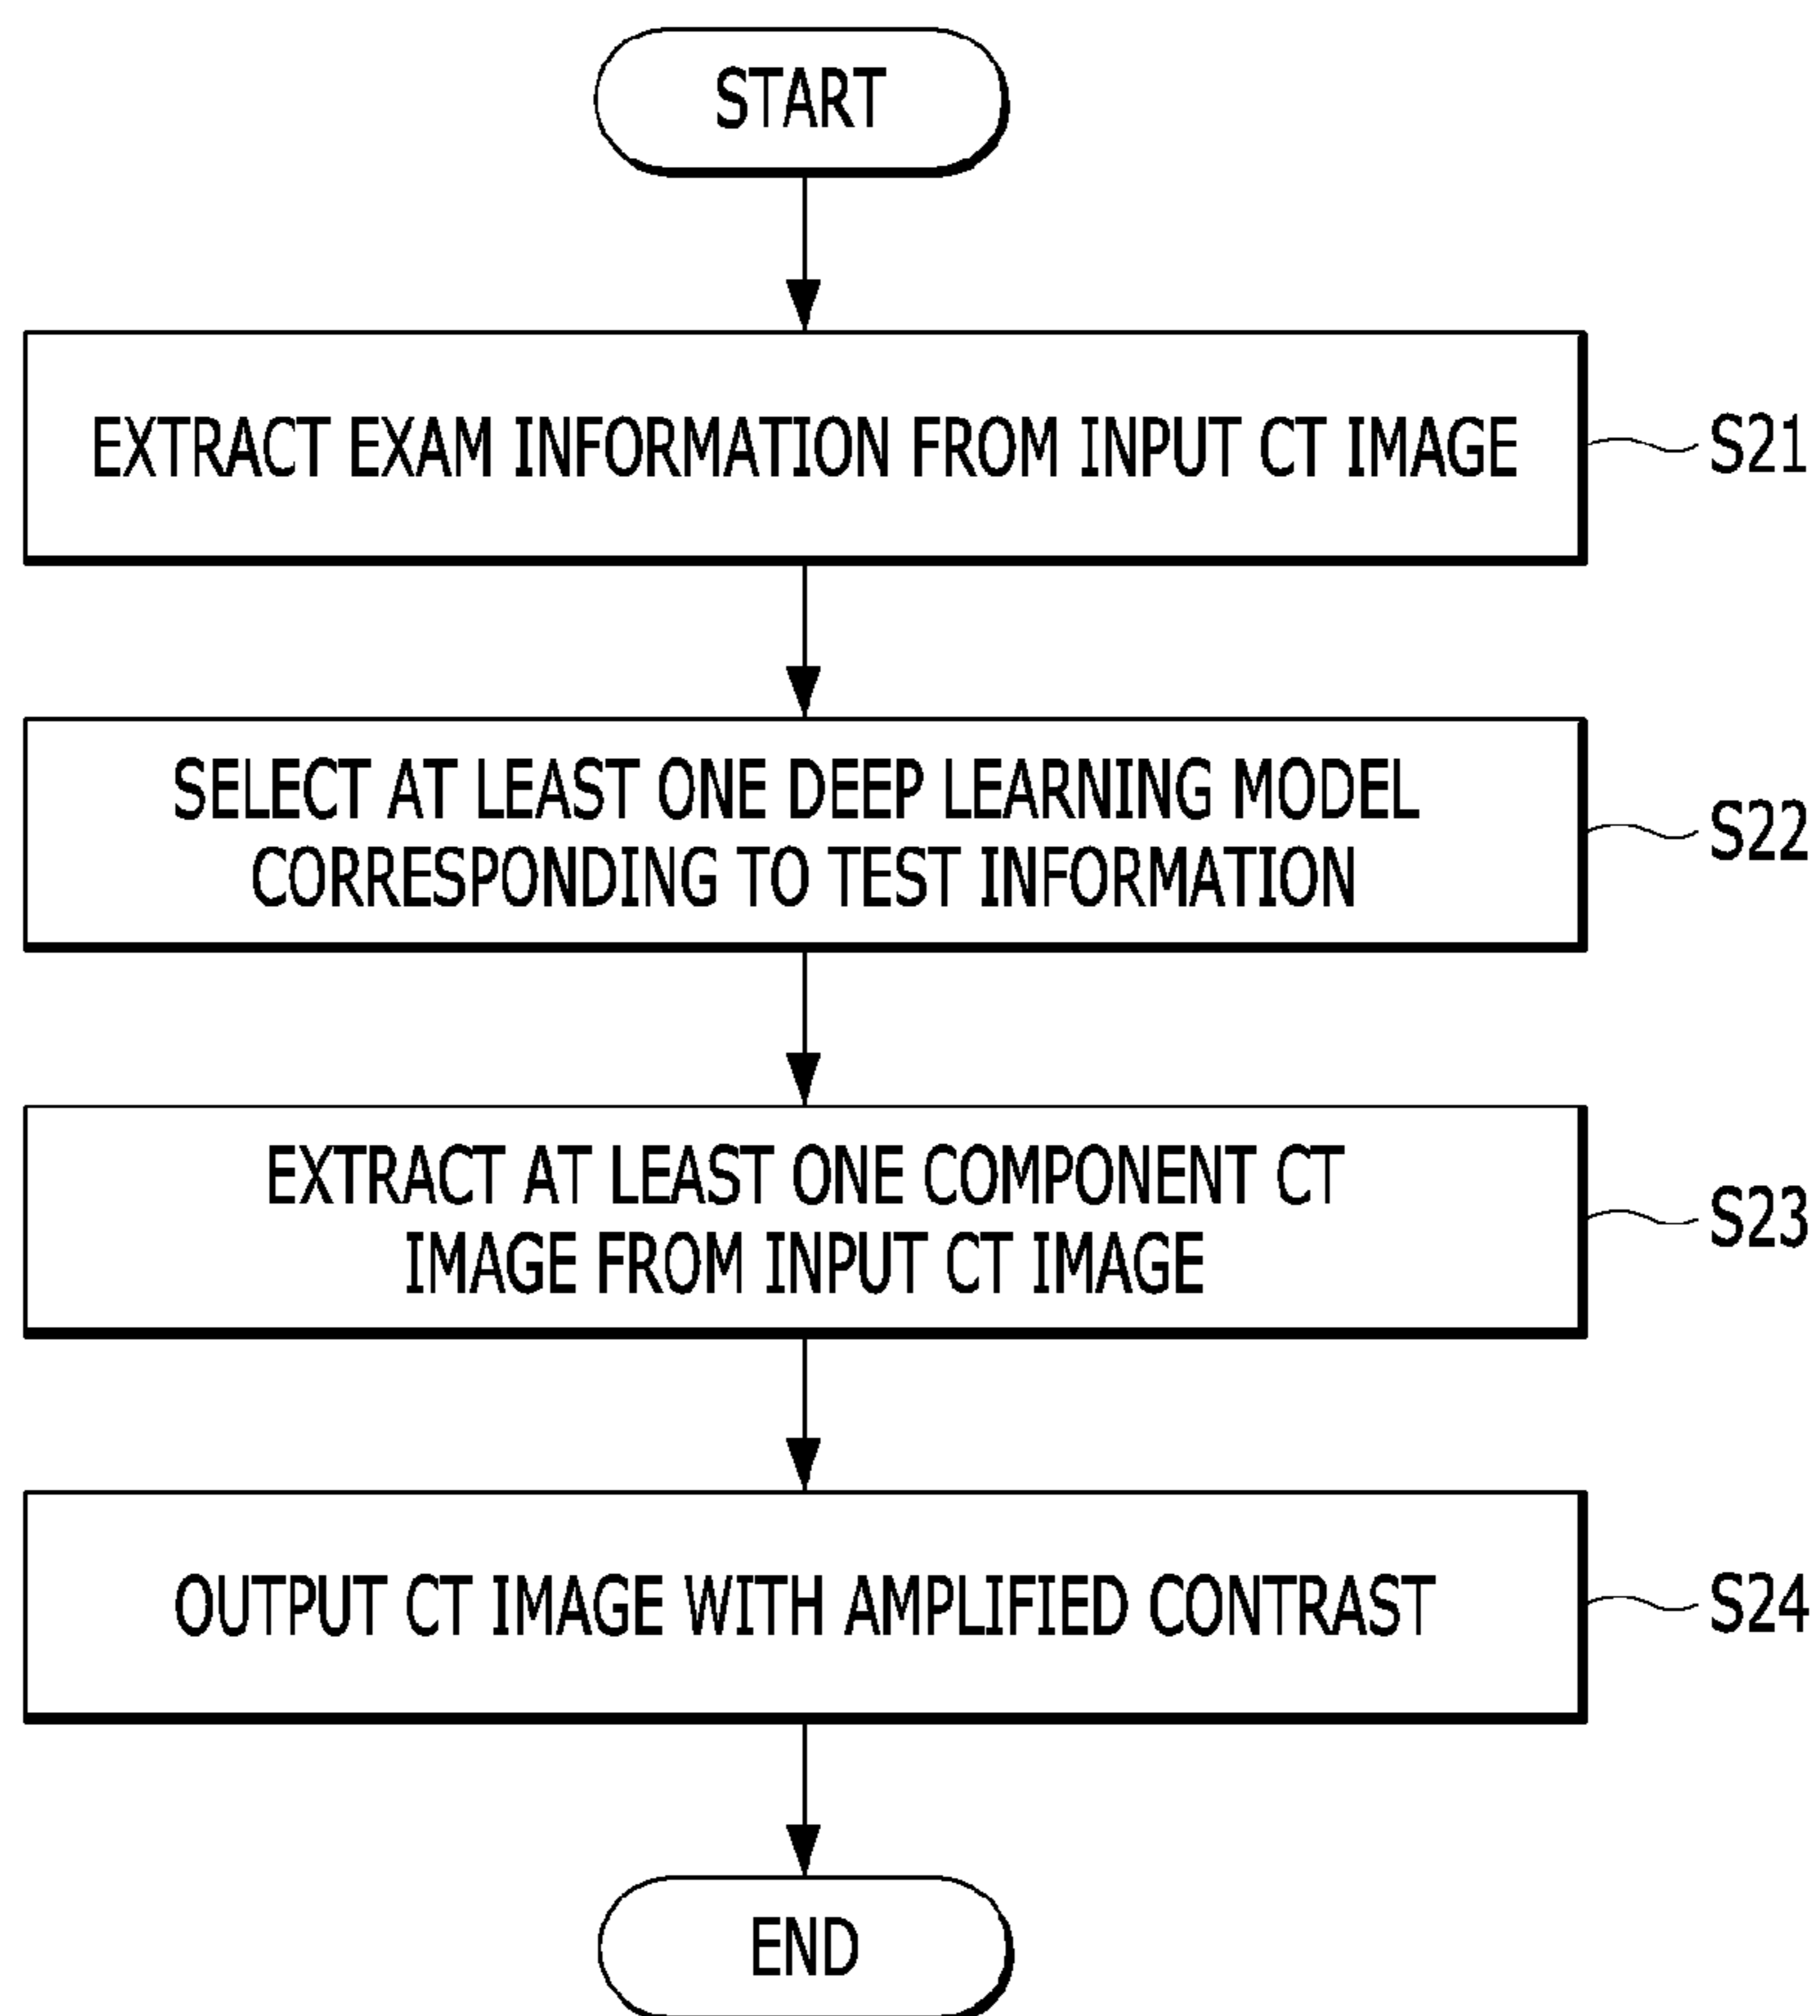 START
EXTRACT EXAM INFORMATION FROM INPUT CT IMAGE
S21
SELECT AT LEAST ONE DEEP LEARNING MODEL
CORRESPONDING TO TEST INFORMATION
S22
EXTRACT AT LEAST ONE COMPONENT CT
IMAGE FROM INPUT CT IMAGE
S23
OUTPUT CT IMAGE WITH AMPLIFIED CONTRAST
S24
END